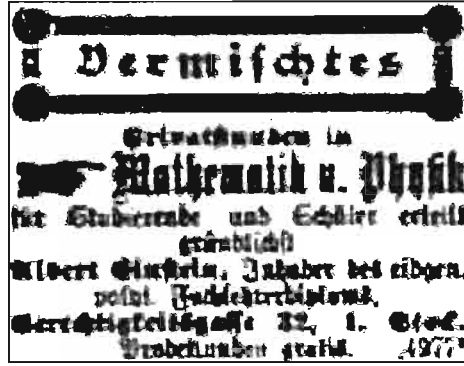 Vermischtes
Privatstunden in
Mathematik u. Physik
für Studierende und Schüler erteilt
gründlichst
Albert Einstein, Inhaber des eidgen.
polyt. Fachlehrerdiploms,
Gerechtigkeitsgasse 32, 1. Stock.
Probestunden gratis. 4977